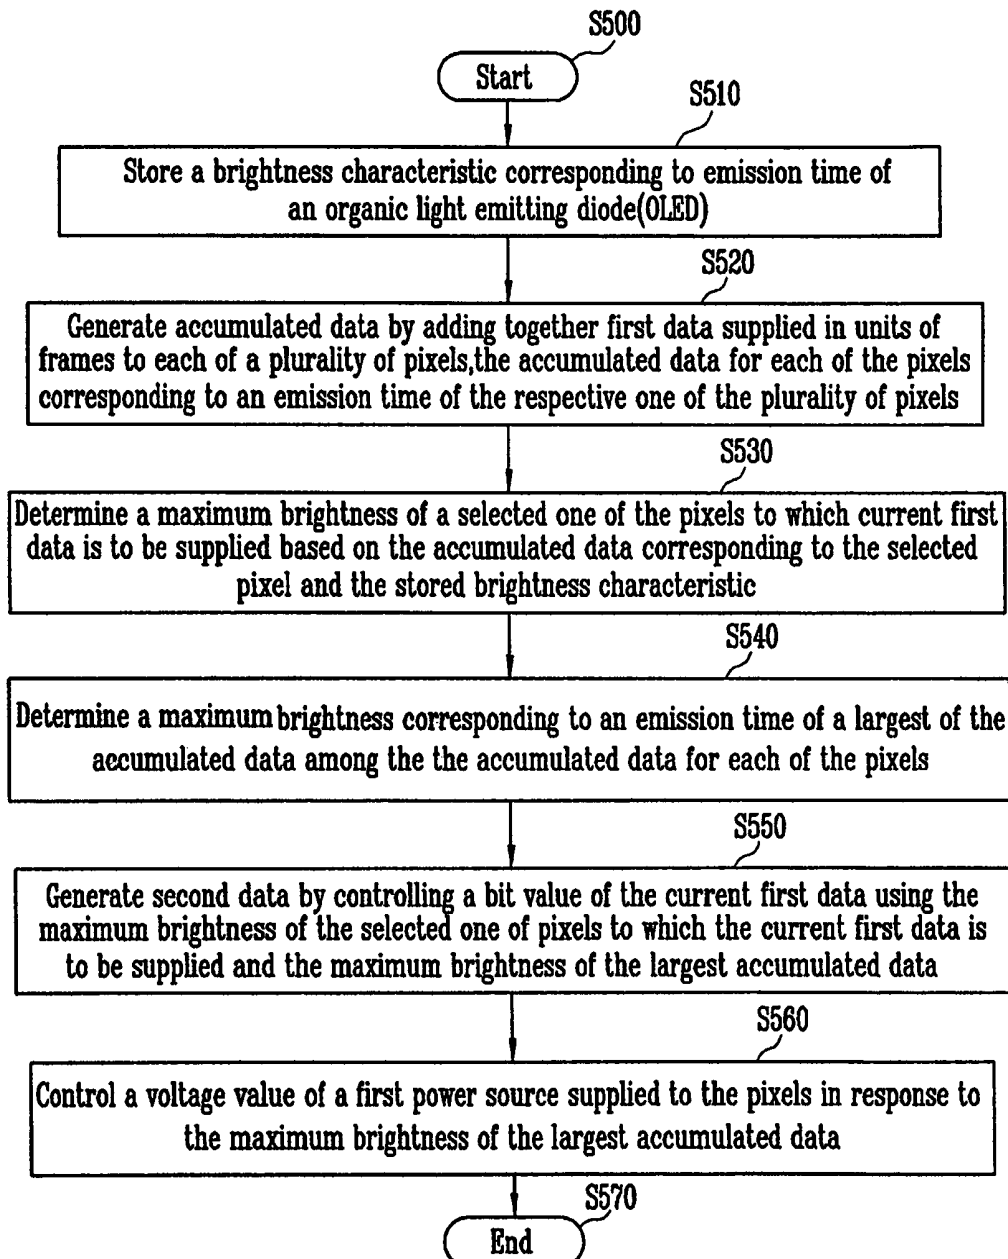 S500
Start
S510
Store a brightness characteristic corresponding to emission time of
an organic light emitting diode(OLED)
S520
Generate accumulated data by adding together first data supplied in units of
frames to each of a plurality of pixels,the accumulated data for each of the pixels
corresponding to an emission time of the respective one of the plurality of pixels
S530
Determine a maximum brightness of a selected one of the pixels to which current first
data is to be supplied based on the accumulated data corresponding to the selected
pixel and the stored brightness characteristic
S540
Determine a maximum brightness corresponding to an emission time of a largest of the
accumulated data among the the accumulated data for each of the pixels
S550
Generate second data by controlling a bit value of the current first data using the
maximum brightness of the selected one of pixels to which the current first data is
to be supplied and the maximum brightness of the largest accumulated data
S560
Control a voltage value of a first power source supplied to the pixels in response to
the maximum brightness of the largest accumulated data
S570
End